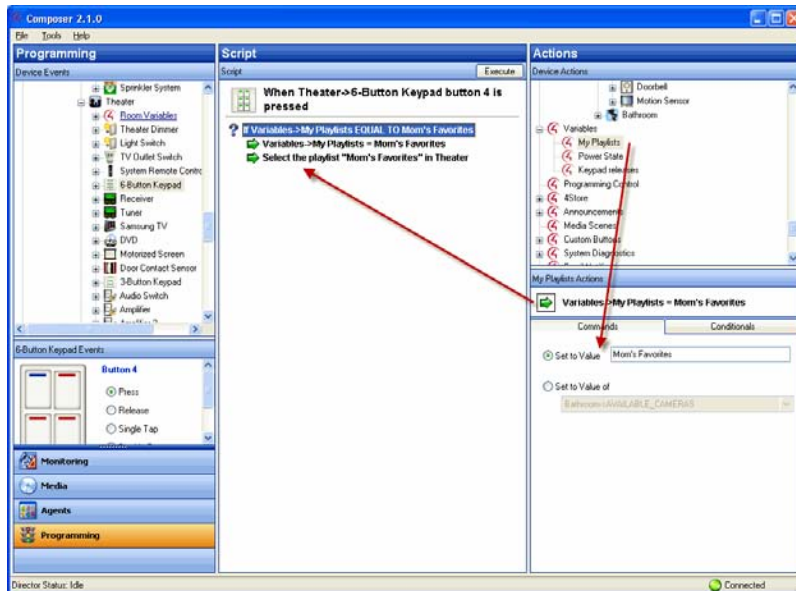 Composer 2.1.0
File Tools Help
Programming
Device Events
Sprinkler System
Theater
Room Variables
Theater Dimmer
Light Switch
TV Outlet Switch
System Remote Contro
6-Button Keypad
Receiver
Tuner
Samsung TV
DVD
Motorized Screen
Door Contact Sensor
3-Button Keypad
Audio Switch
Amplifier
Amplifier 2
6-Button Keypad Events
Button 4
Press
Release
Single Tap
Monitoring
Media
Agents
Programming
Director Status: Idle
Script
Script
Execute
When Theater->6-Button Keypad button 4 is
pressed
If Variables->My Playlists EQUAL TO Mom's Favorites
Variables->My Playlists = Mom's Favorites
Select the playlist "Mom's Favorites" in Theater
Actions
Device Actions
Doorbell
Motion Sensor
Bathroom
Variables
My Playlists
Power State
Keypad releases
Programming Control
4Store
Announcements
Media Scenes
Custom Buttons
System Diagnostics
My Playlists Actions
Variables->My Playlists = Mom's Favorites
Commands
Conditionals
Set to Value
Mom's Favorites
Set to Value of
Bathroom->AVAILABLE_CAMERAS
Connected